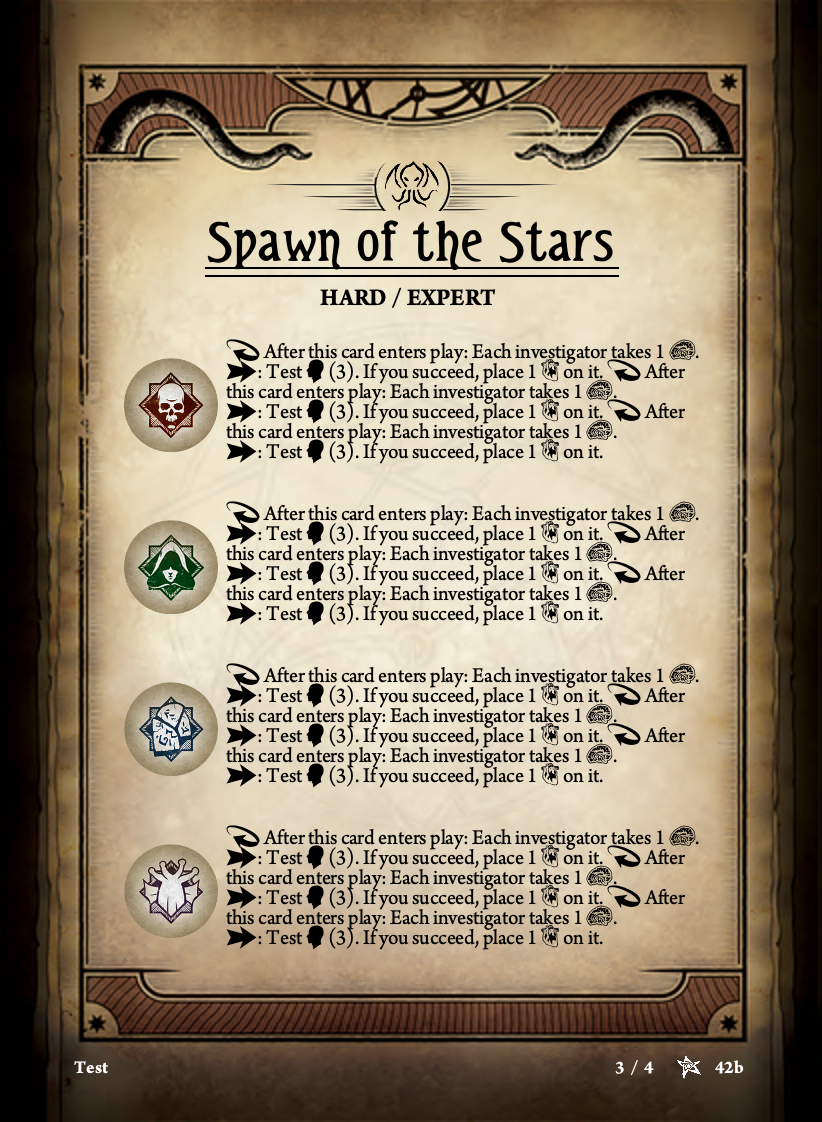 Spawn of the Stars
HARD / EXPERT
After this card enters play: Each investigator takes 1 .
: Test (3). If you succeed, place 1 on it. After
this card enters play: Each investigator takes 1 .
: Test (3). If you succeed, place 1 on it. After
this card enters play: Each investigator takes 1 .
: Test (3). If you succeed, place 1 on it.
After this card enters play: Each investigator takes 1 .
: Test (3). If you succeed, place 1 on it. After
this card enters play: Each investigator takes 1 .
: Test (3). If you succeed, place 1 on it. After
this card enters play: Each investigator takes 1 .
: Test (3). If you succeed, place 1 on it.
After this card enters play: Each investigator takes 1 .
: Test (3). If you succeed, place 1 on it. After
this card enters play: Each investigator takes 1 .
: Test (3). If you succeed, place 1 on it. After
this card enters play: Each investigator takes 1 .
: Test (3). If you succeed, place 1 on it.
After this card enters play: Each investigator takes 1 .
: Test (3). If you succeed, place 1 on it. After
this card enters play: Each investigator takes 1 .
: Test (3). If you succeed, place 1 on it. After
this card enters play: Each investigator takes 1 .
: Test (3). If you succeed, place 1 on it.
Test 3 / 4 42b